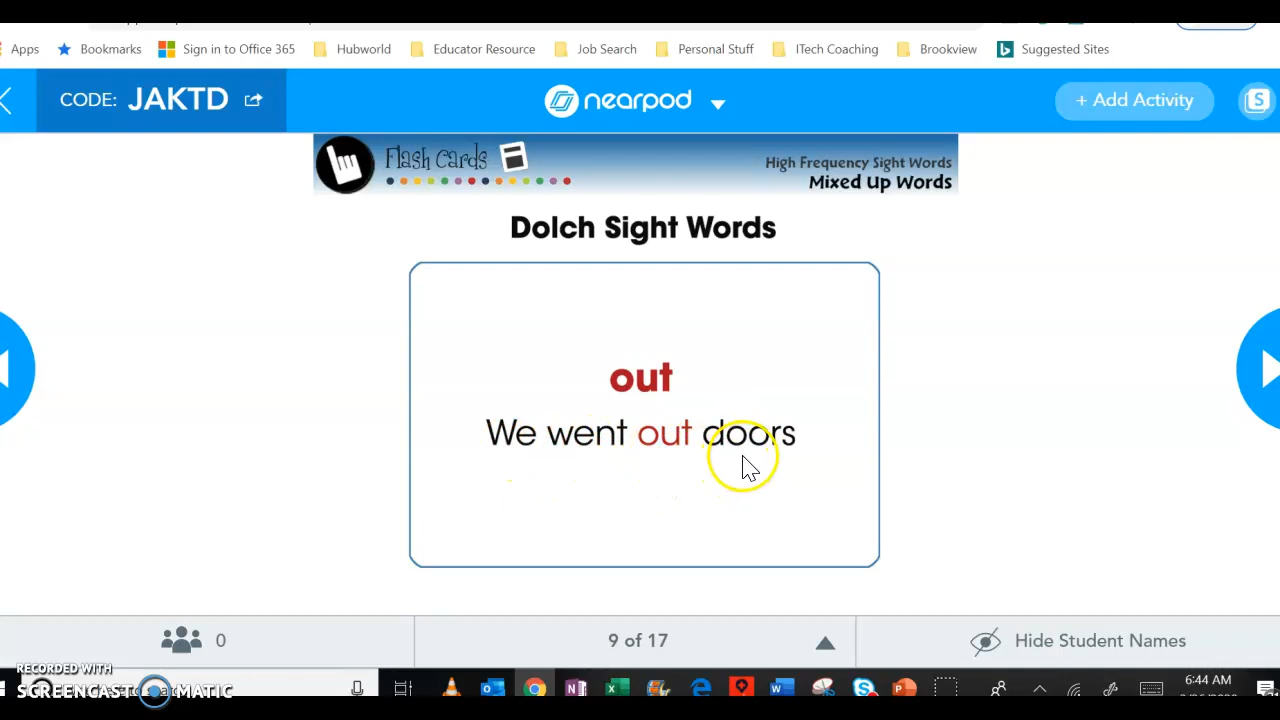 Apps Bookmarks Sign in to Office 365 Hubworld Educator Resource Job Search Personal Stuff ITech Coaching Brookview Suggested Sites
CODE: JAKTD nearpod + Add Activity S
Flash Cards High Frequency Sight Words
Mixed Up Words
Dolch Sight Words
out
We went out doors
0 9 of 17 Hide Student Names
RECORDED WITH
SCREENCAST MATIC
6:44 AM